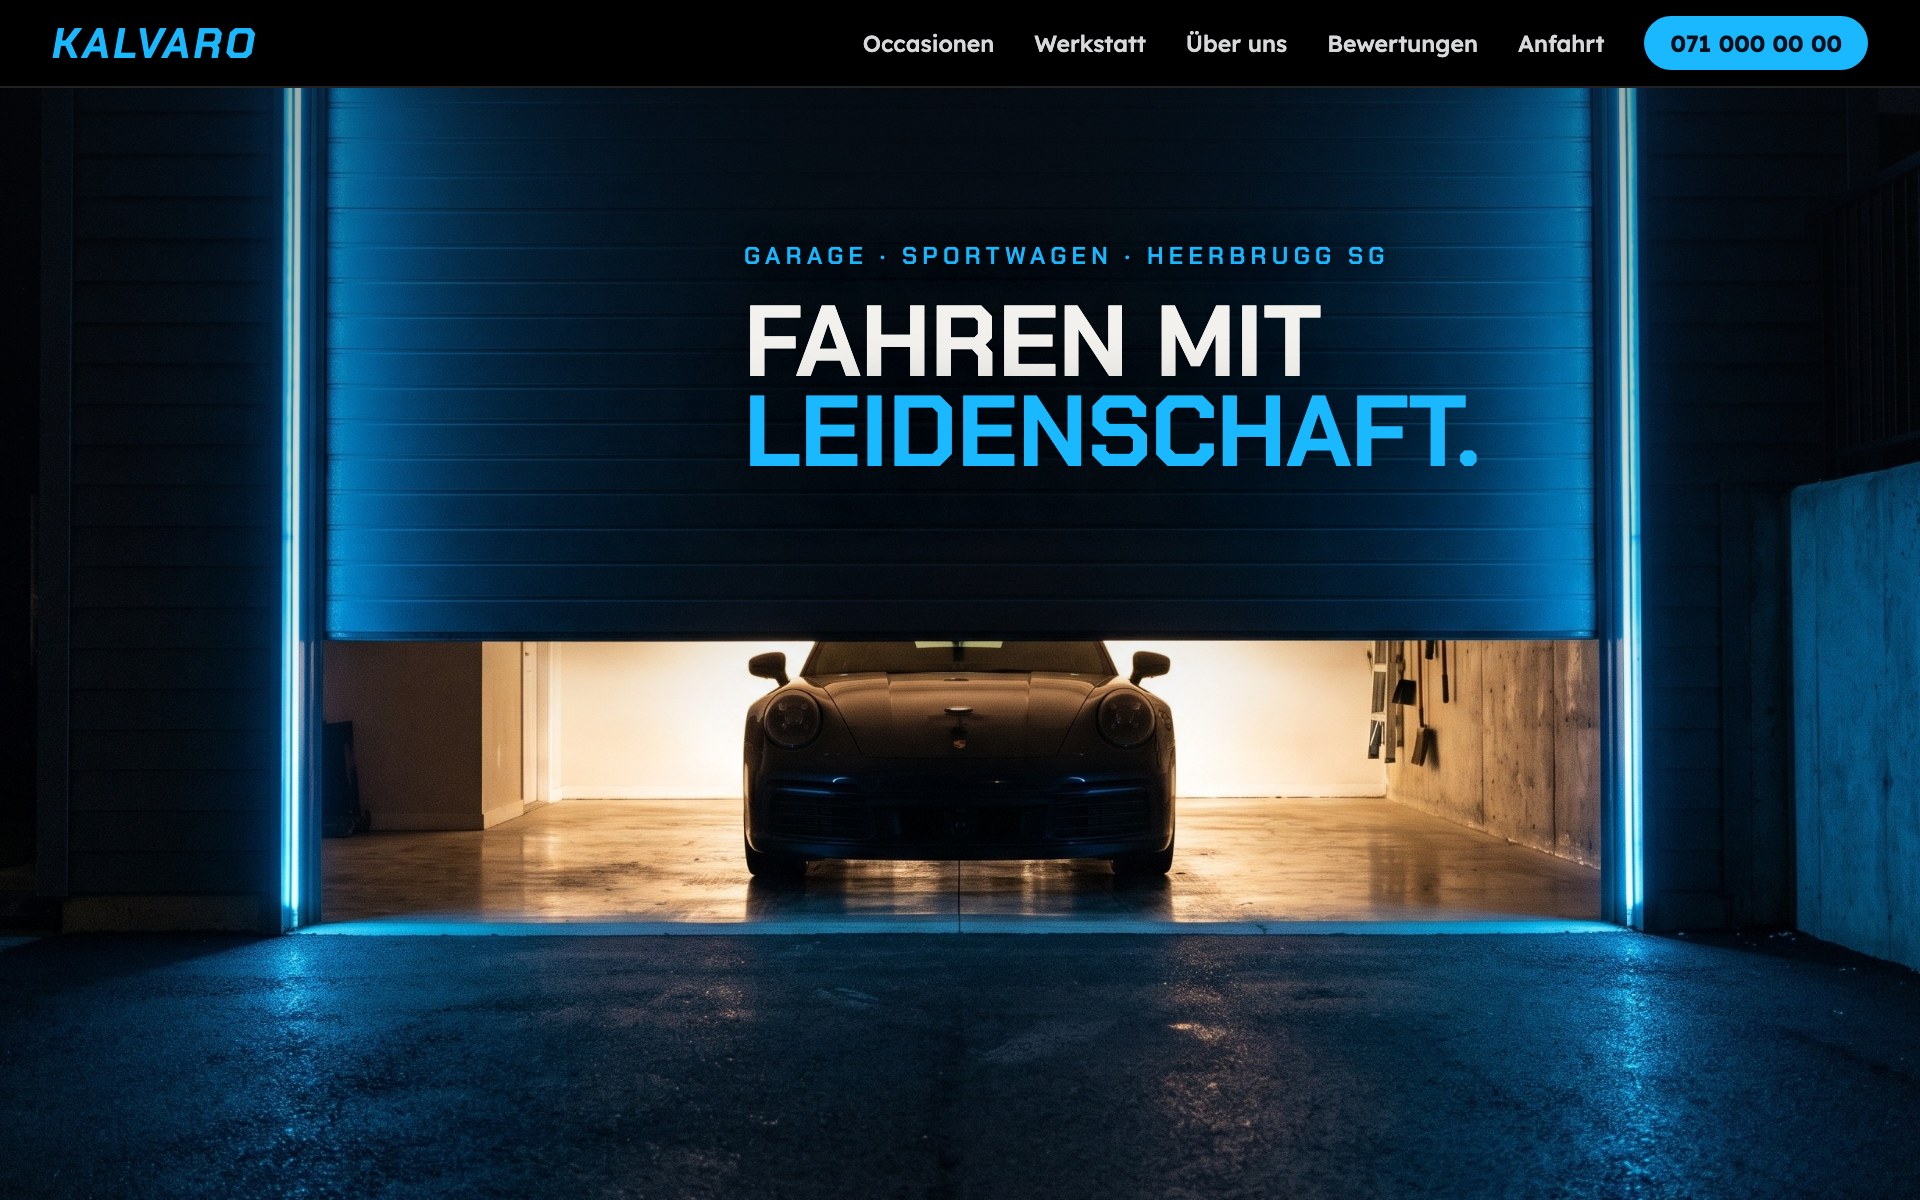 KALVARO
Occasionen Werkstatt Über uns Bewertungen Anfahrt 071 000 00 00
GARAGE · SPORTWAGEN · HEERBRUGG SG
FAHREN MIT
LEIDENSCHAFT.